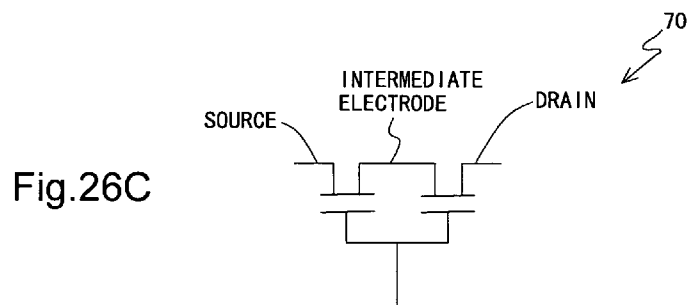 70
INTERMEDIATE
ELECTRODE
DRAIN
SOURCE
Fig.26C